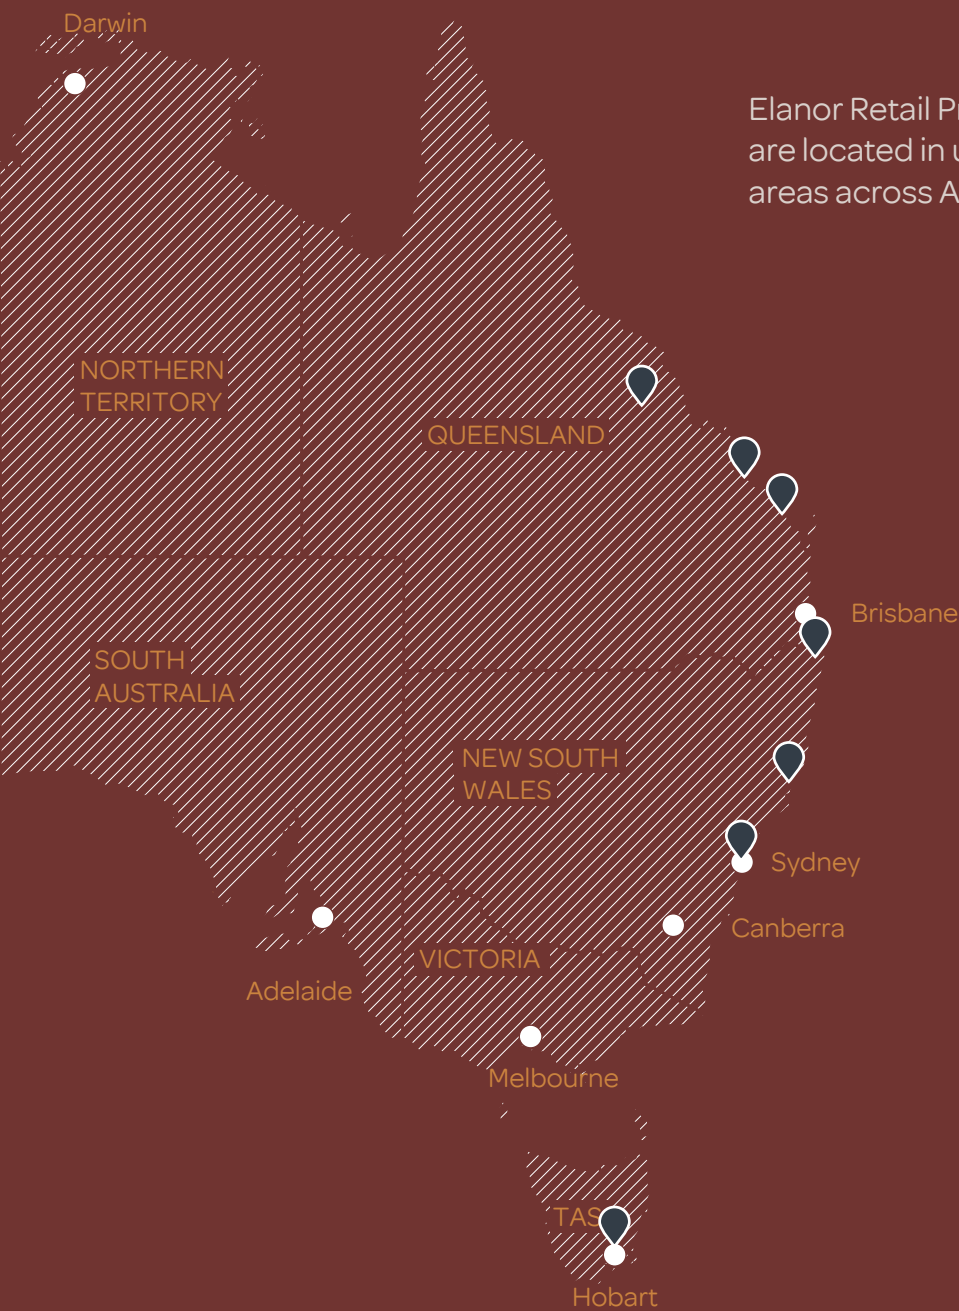 Darwin
Elanor Retail
are located in
areas across
NORTHERN
TERRITORY
QUEENSLAND
Brisbane
SOUTH
AUSTRALIA
NEW SOUTH
WALES
Sydney
Canberra
VICTORIA
Adelaide
Melbourne
TAS
Hobart